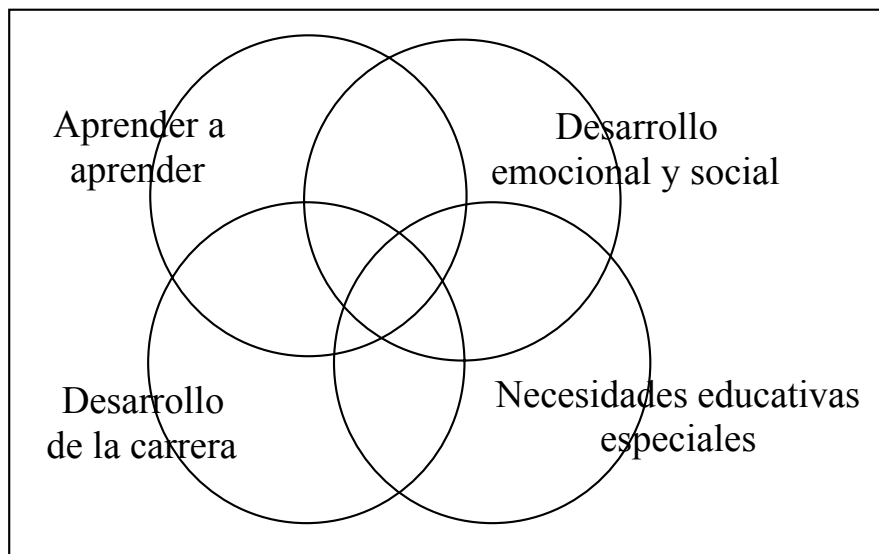 Aprender a
aprender
Desarrollo
emocional y social
Desarrollo
de la carrera
Necesidades educativas
especiales